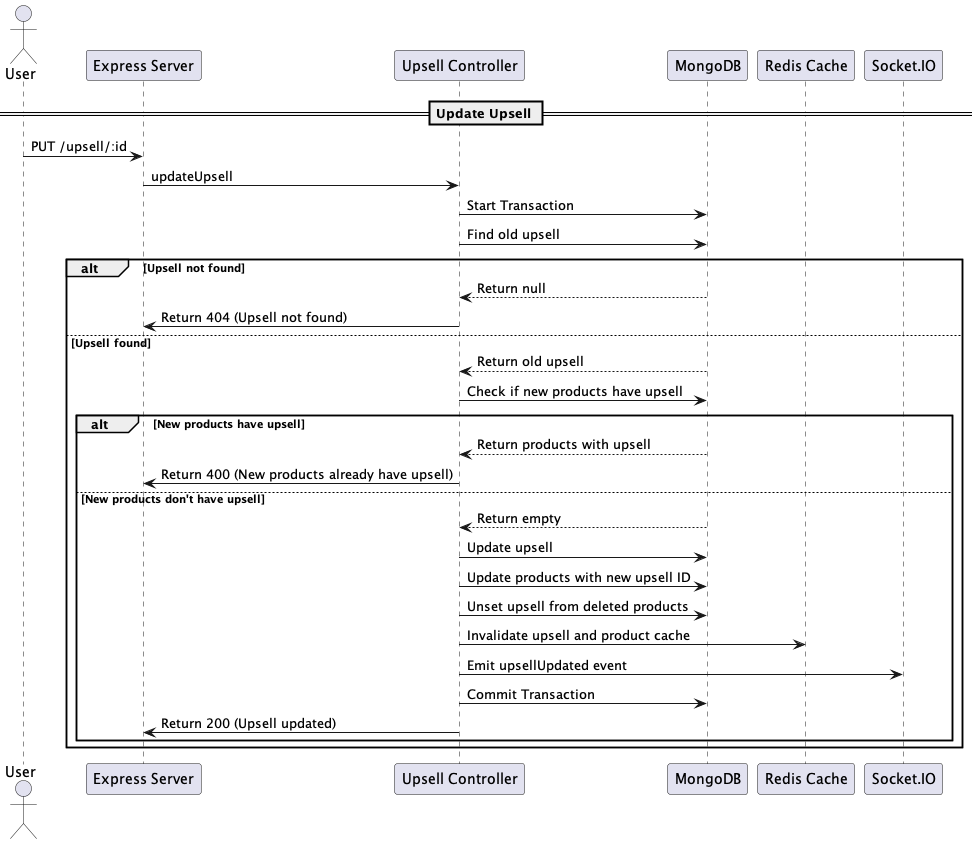 User
Express Server
Upsell Controller
MongoDB
Redis Cache
Socket.IO
Update Upsell
PUT /upsell/:id
updateUpsell
Start Transaction
Find old upsell
alt
[Upsell not found]
Return null
Return 404 (Upsell not found)
[Upsell found]
Return old upsell
Check if new products have upsell
alt
[New products have upsell]
Return products with upsell
Return 400 (New products already have upsell)
[New products don't have upsell]
Return empty
Update upsell
Update products with new upsell ID
Unset upsell from deleted products
Invalidate upsell and product cache
Emit upsellUpdated event
Commit Transaction
Return 200 (Upsell updated)
User
Express Server
Upsell Controller
MongoDB
Redis Cache
Socket.IO